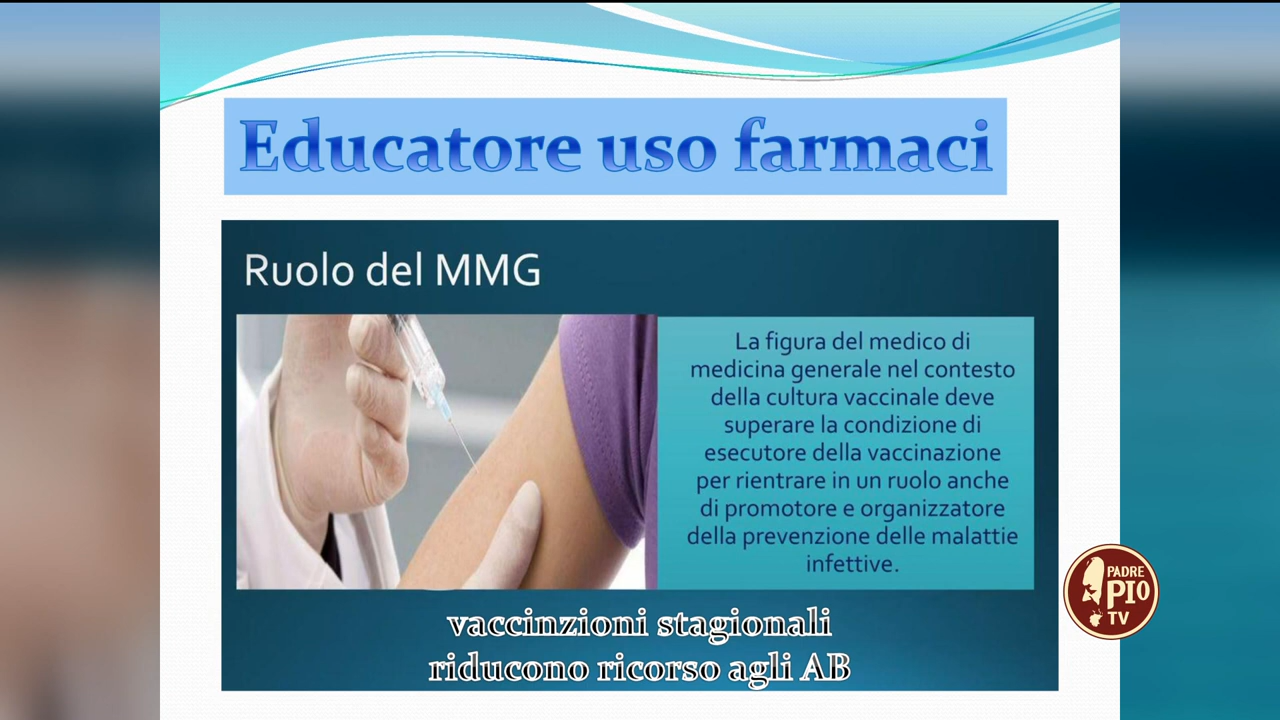 Educatore uso farmaci
Ruolo del MMG
La figura del medico di
medicina generale nel contesto
della cultura vaccinale deve
superare la condizione di
esecutore della vaccinazione
per rientrare in un ruolo anche
di promotore e organizzatore
della prevenzione delle malattie
infettive.
vaccinzioni stagionali
riducono ricorso agli AB
PADRE
PIO
TV